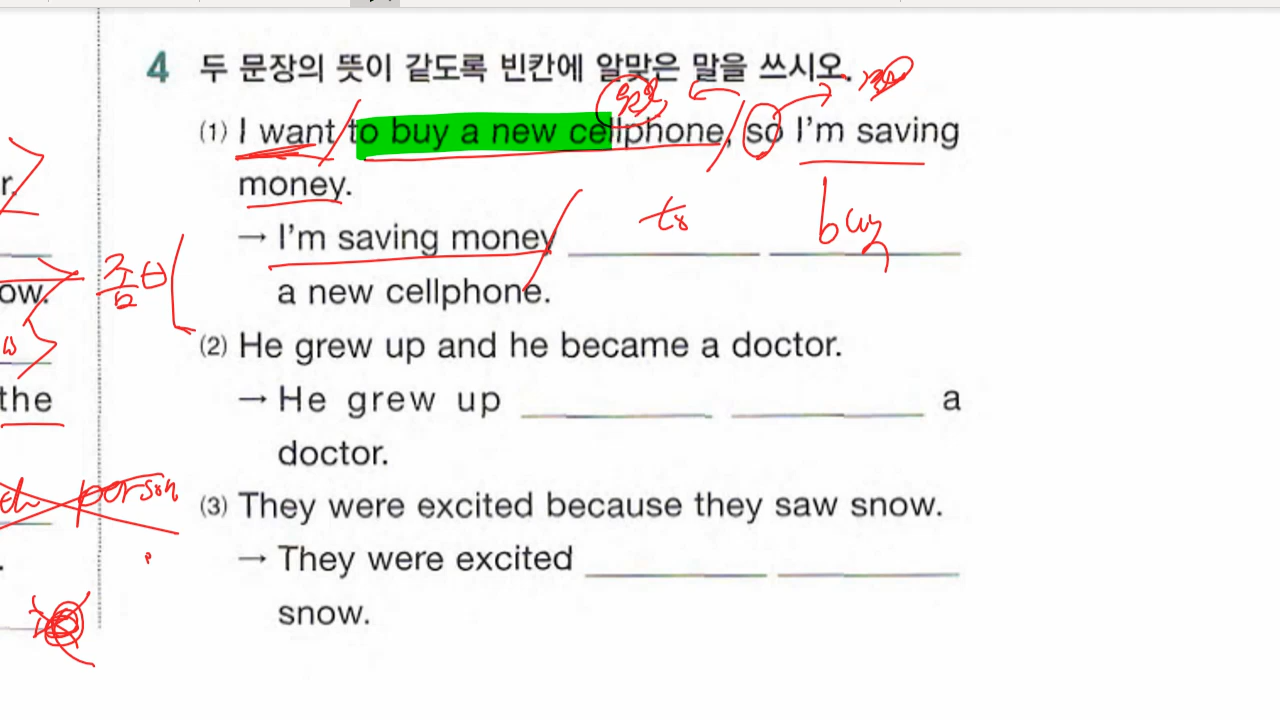 4 두 문장의 뜻이 같도록 빈칸에 알맞은 말을 쓰시오.
(1) I want to buy a new cellphone, so I'm saving
money.
→ I'm saving money to buy
a new cellphone.
(2) He grew up and he became a doctor.
→ He grew up a
doctor.
(3) They were excited because they saw snow.
→ They were excited
snow.
r.
ow.
the
person